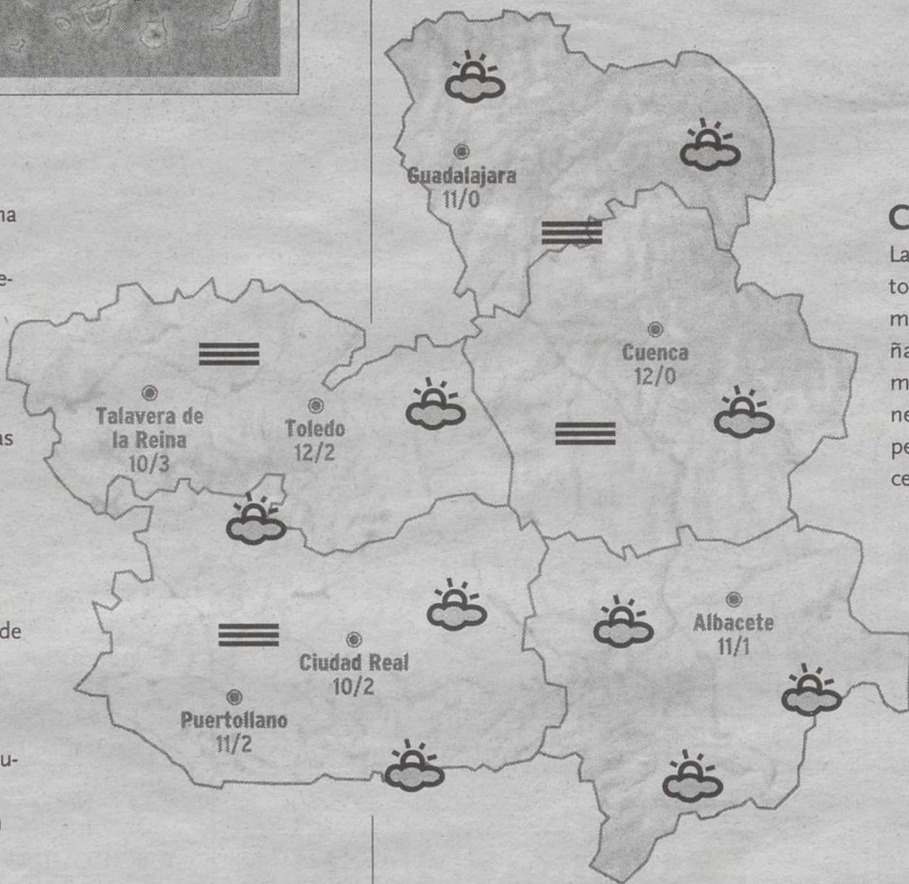 Guadalajara
11/0
Cuenca
12/0
Talavera de
la Reina
10/3
Toledo
12/2
Albacete
11/1
Ciudad Real
10/2
Puertollano
11/2
na
e-
as
de
u-
C
La
to
m
ña
m
ne
pe
ce